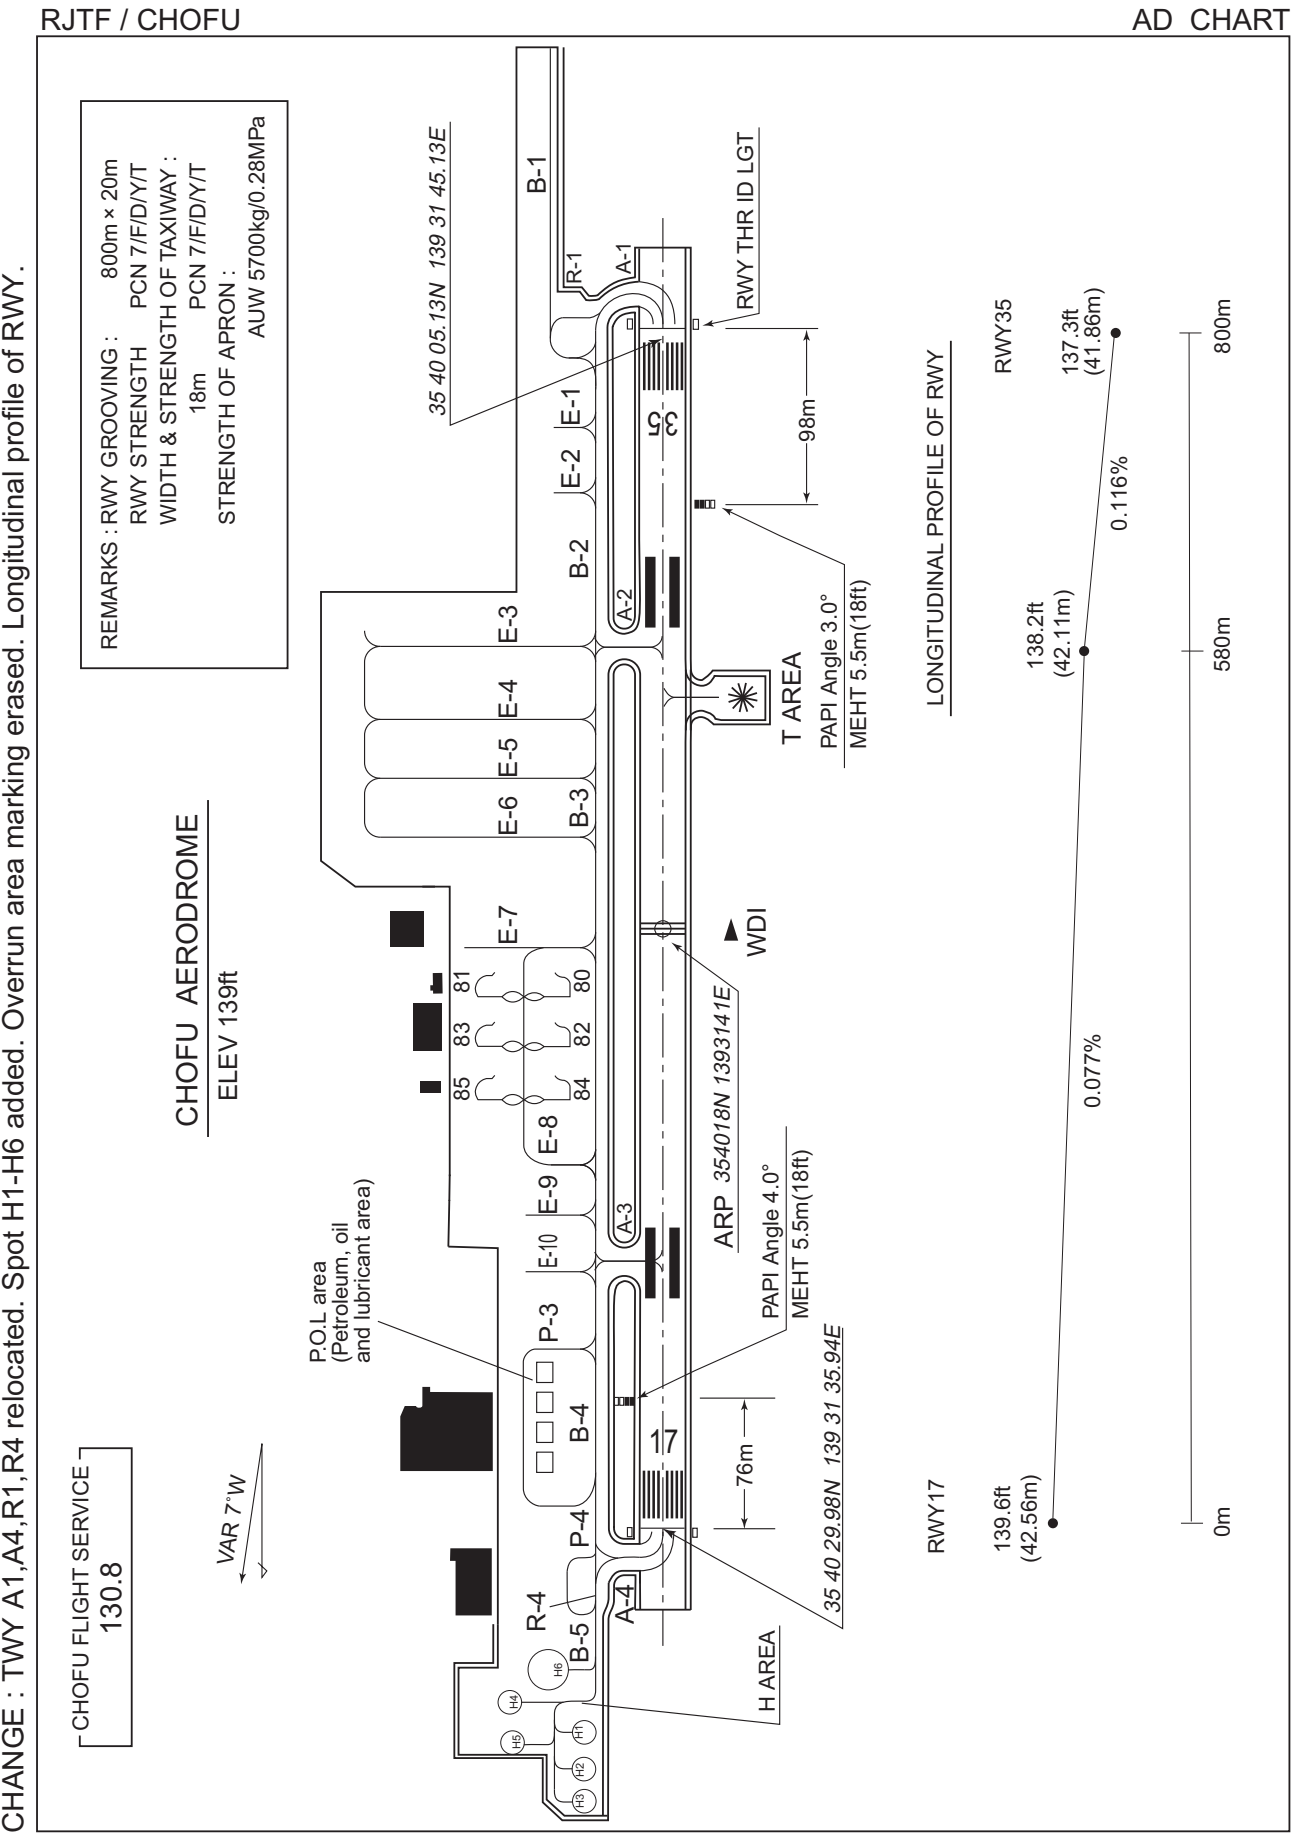 RJTF / CHOFU
AD CHART
CHANGE : TWY A1,A4,R1,R4 relocated. Spot H1-H6 added. Overrun area marking erased. Longitudinal profile of RWY.
CHOFU FLIGHT SERVICE
130.8
VAR 7°W
CHOFU AERODROME
ELEV 139ft
REMARKS : RWY GROOVING : 800m × 20m
RWY STRENGTH PCN 7/F/D/Y/T
WIDTH & STRENGTH OF TAXIWAY :
18m PCN 7/F/D/Y/T
STRENGTH OF APRON :
AUW 5700kg/0.28MPa
P.O.L area
(Petroleum, oil
and lubricant area)
35 40 05.13N 139 31 45.13E
B-1
R-1
A-1
RWY THR ID LGT
E-1
E-2
B-2
A-2
E-3
E-4
E-5
E-6
B-3
E-7
81
80
83
82
85
84
E-8
E-9
E-10
A-3
P-3
B-4
P-4
R-4
A-4
B-5
H6
H4
H5
H1
H2
H3
H AREA
35
98m
17
76m
T AREA
PAPI Angle 3.0°
MEHT 5.5m(18ft)
WDI
ARP 354018N 1393141E
PAPI Angle 4.0°
MEHT 5.5m(18ft)
35 40 29.98N 139 31 35.94E
LONGITUDINAL PROFILE OF RWY
RWY17
139.6ft
(42.56m)
0.077%
138.2ft
(42.11m)
0.116%
RWY35
137.3ft
(41.86m)
0m
580m
800m